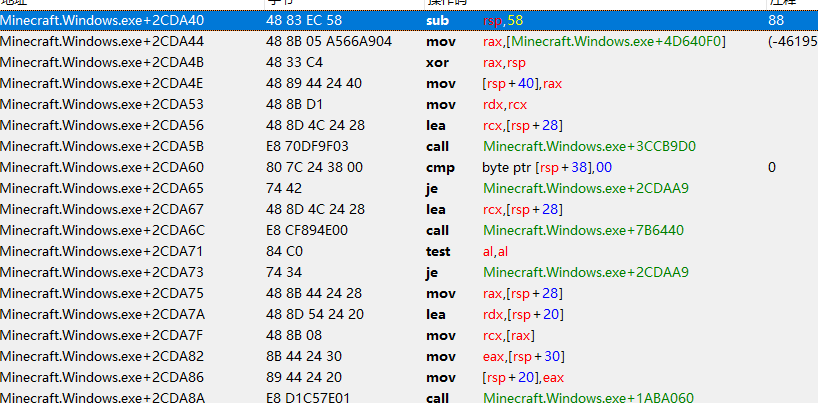 地址 字节 操作码 注释
Minecraft.Windows.exe+2CDA40 48 83 EC 58 sub rsp,58 88
Minecraft.Windows.exe+2CDA44 48 8B 05 A566A904 mov rax,[Minecraft.Windows.exe+4D640F0] (-46195
Minecraft.Windows.exe+2CDA4B 48 33 C4 xor rax,rsp
Minecraft.Windows.exe+2CDA4E 48 89 44 24 40 mov [rsp+40],rax
Minecraft.Windows.exe+2CDA53 48 8B D1 mov rdx,rcx
Minecraft.Windows.exe+2CDA56 48 8D 4C 24 28 lea rcx,[rsp+28]
Minecraft.Windows.exe+2CDA5B E8 70DF9F03 call Minecraft.Windows.exe+3CCB9D0
Minecraft.Windows.exe+2CDA60 80 7C 24 38 00 cmp byte ptr [rsp+38],00 0
Minecraft.Windows.exe+2CDA65 74 42 je Minecraft.Windows.exe+2CDAA9
Minecraft.Windows.exe+2CDA67 48 8D 4C 24 28 lea rcx,[rsp+28]
Minecraft.Windows.exe+2CDA6C E8 CF894E00 call Minecraft.Windows.exe+7B6440
Minecraft.Windows.exe+2CDA71 84 C0 test al,al
Minecraft.Windows.exe+2CDA73 74 34 je Minecraft.Windows.exe+2CDAA9
Minecraft.Windows.exe+2CDA75 48 8B 44 24 28 mov rax,[rsp+28]
Minecraft.Windows.exe+2CDA7A 48 8D 54 24 20 lea rdx,[rsp+20]
Minecraft.Windows.exe+2CDA7F 48 8B 08 mov rcx,[rax]
Minecraft.Windows.exe+2CDA82 8B 44 24 30 mov eax,[rsp+30]
Minecraft.Windows.exe+2CDA86 89 44 24 20 mov [rsp+20],eax
Minecraft.Windows.exe+2CDA8A E8 D1C57E01 call Minecraft.Windows.exe+1ABA060